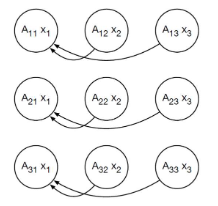 A₁₁ x₁ A₁₂ x₂ A₁₃ x₃
A₂₁ x₁ A₂₂ x₂ A₂₃ x₃
A₃₁ x₁ A₃₂ x₂ A₃₃ x₃